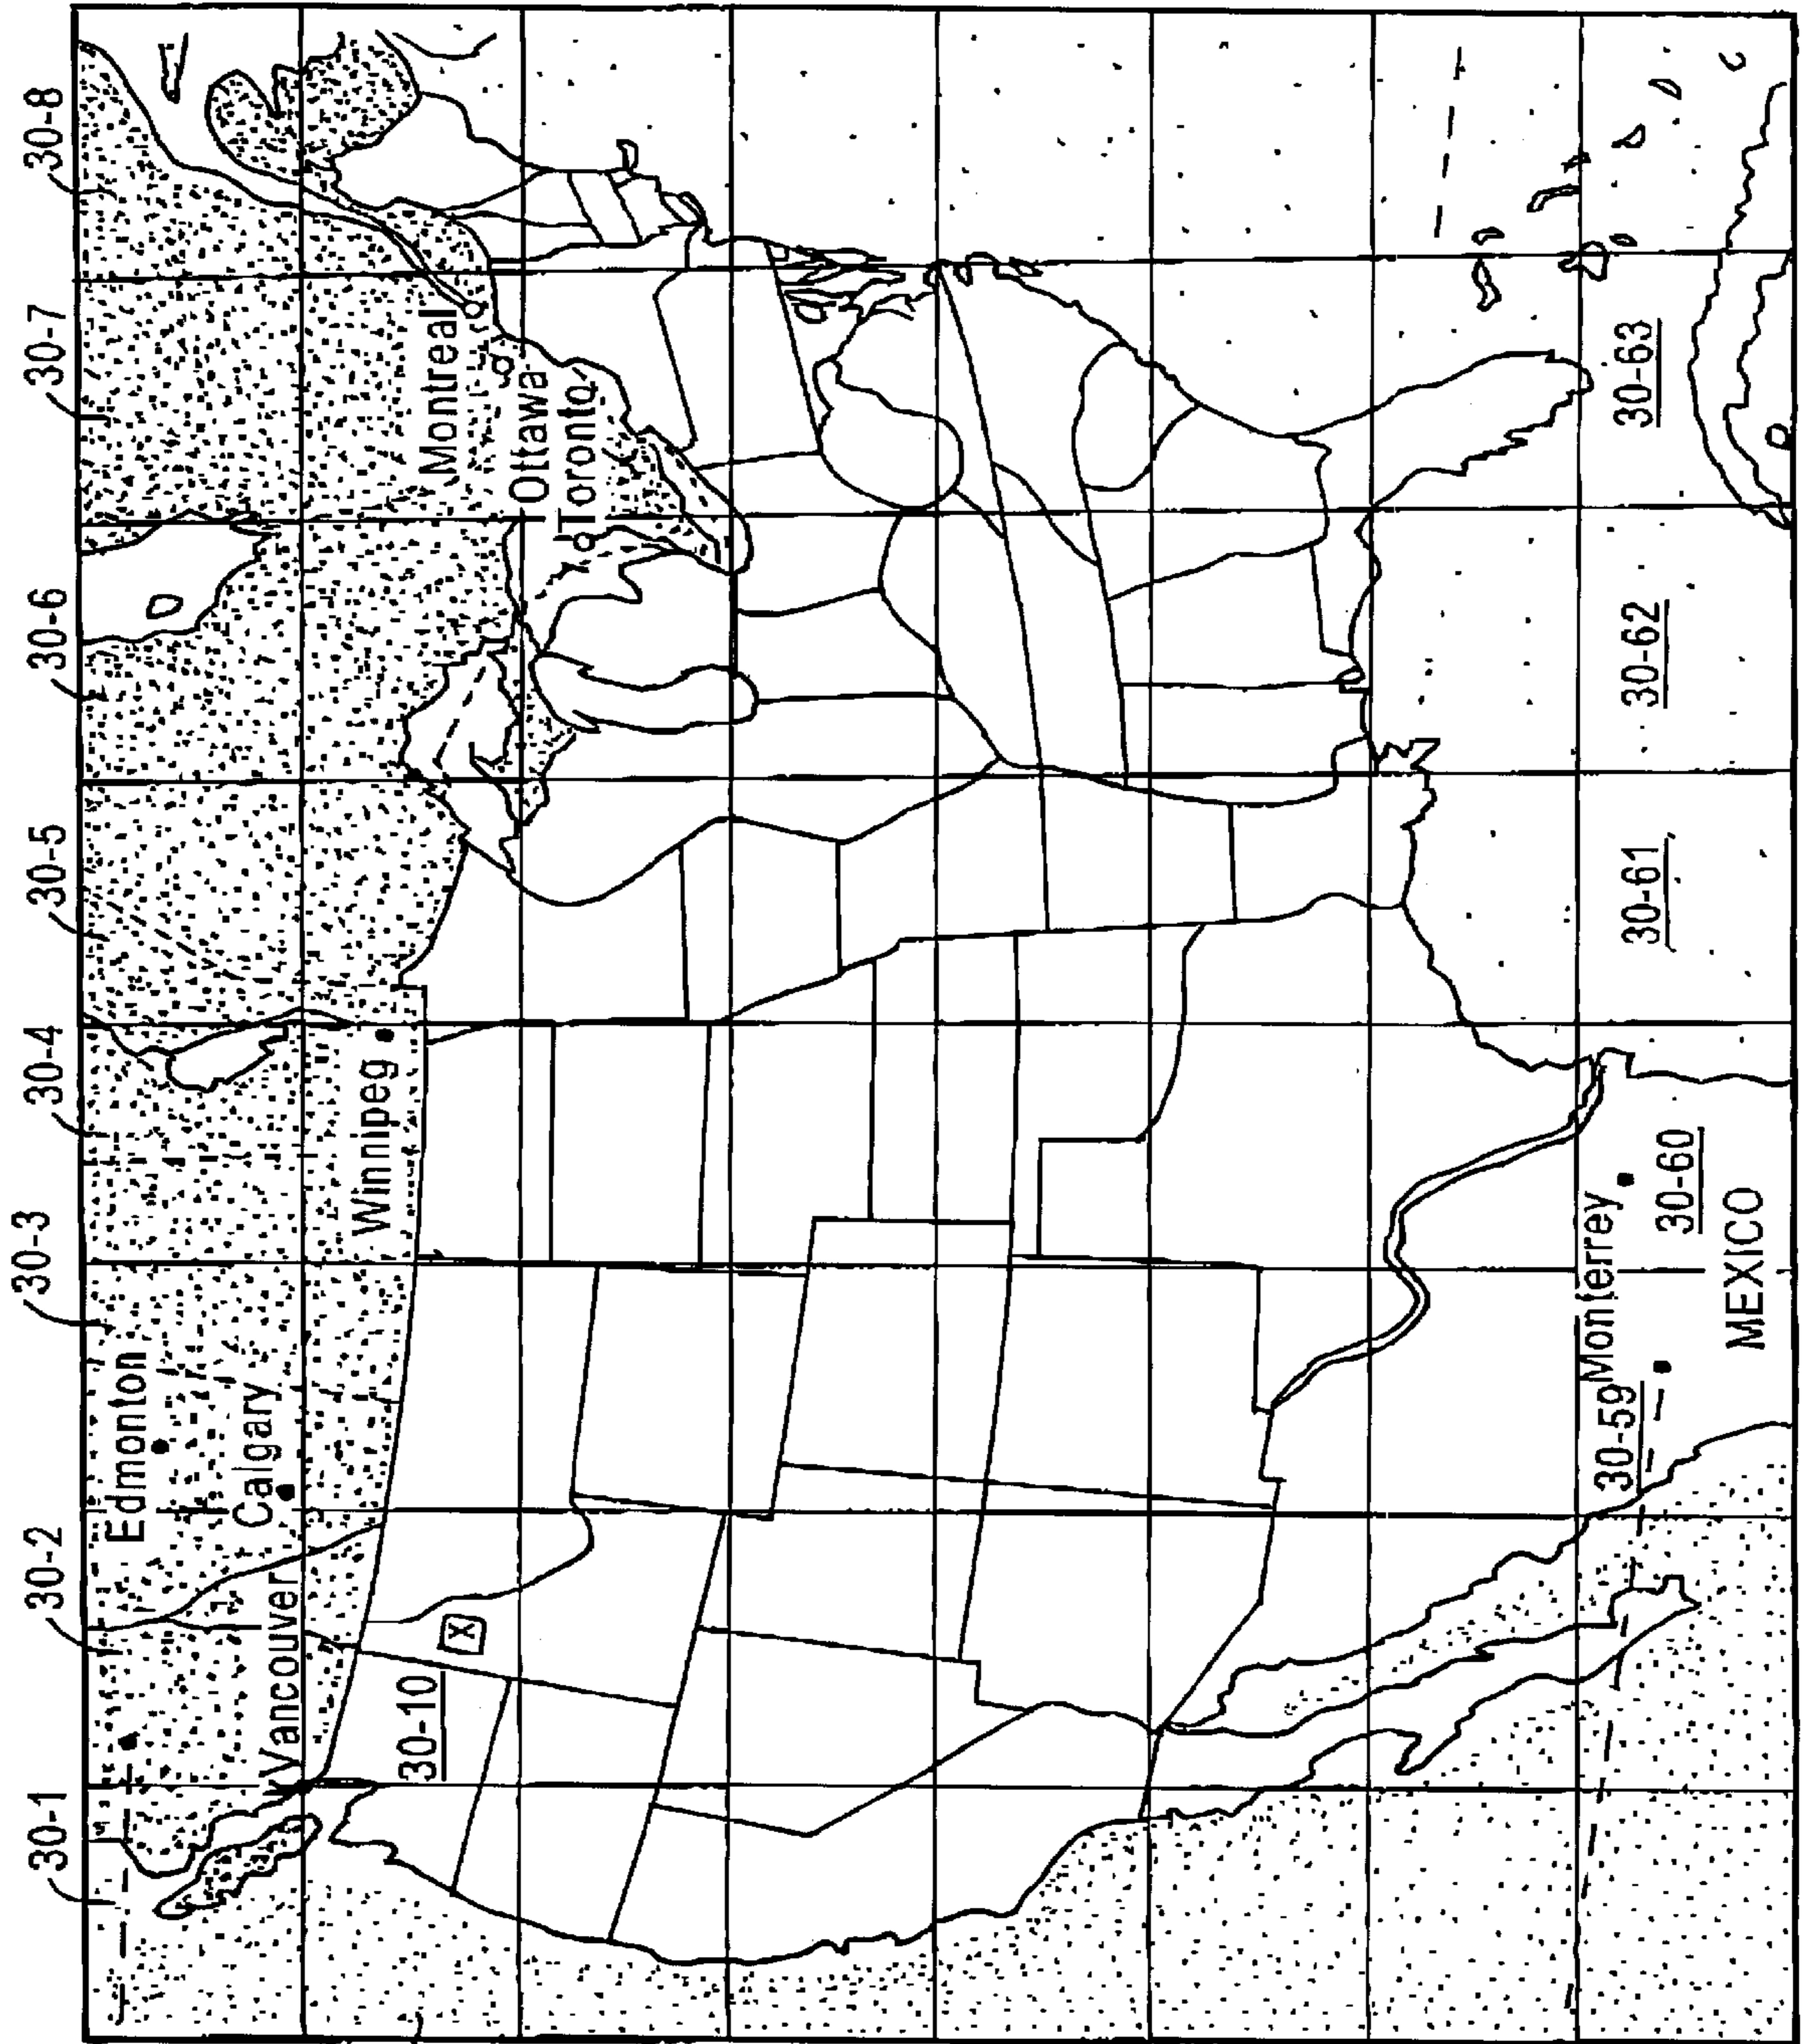 30-1
30-2
30-3
30-4
30-5
30-6
30-7
30-8
Edmonton
Calgary
Vancouver
Winnipeg
Montreal
Ottawa
Toronto
X
30-10
Monterrey
30-59
30-60
30-61
30-62
30-63
MEXICO